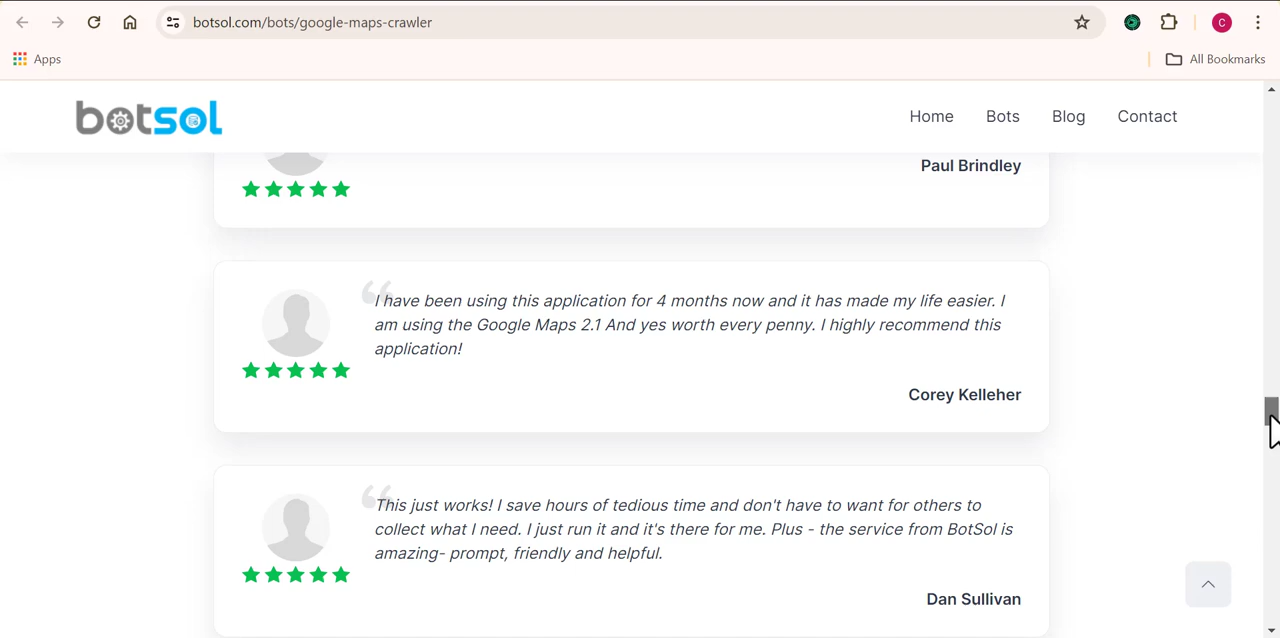 botsol.com/bots/google-maps-crawler
C
Apps
All Bookmarks
botsol
Home
Bots
Blog
Contact
Paul Brindley
I have been using this application for 4 months now and it has made my life easier. I
am using the Google Maps 2.1 And yes worth every penny. I highly recommend this
application!
Corey Kelleher
This just works! I save hours of tedious time and don't have to want for others to
collect what I need. I just run it and it's there for me. Plus - the service from BotSol is
amazing- prompt, friendly and helpful.
Dan Sullivan